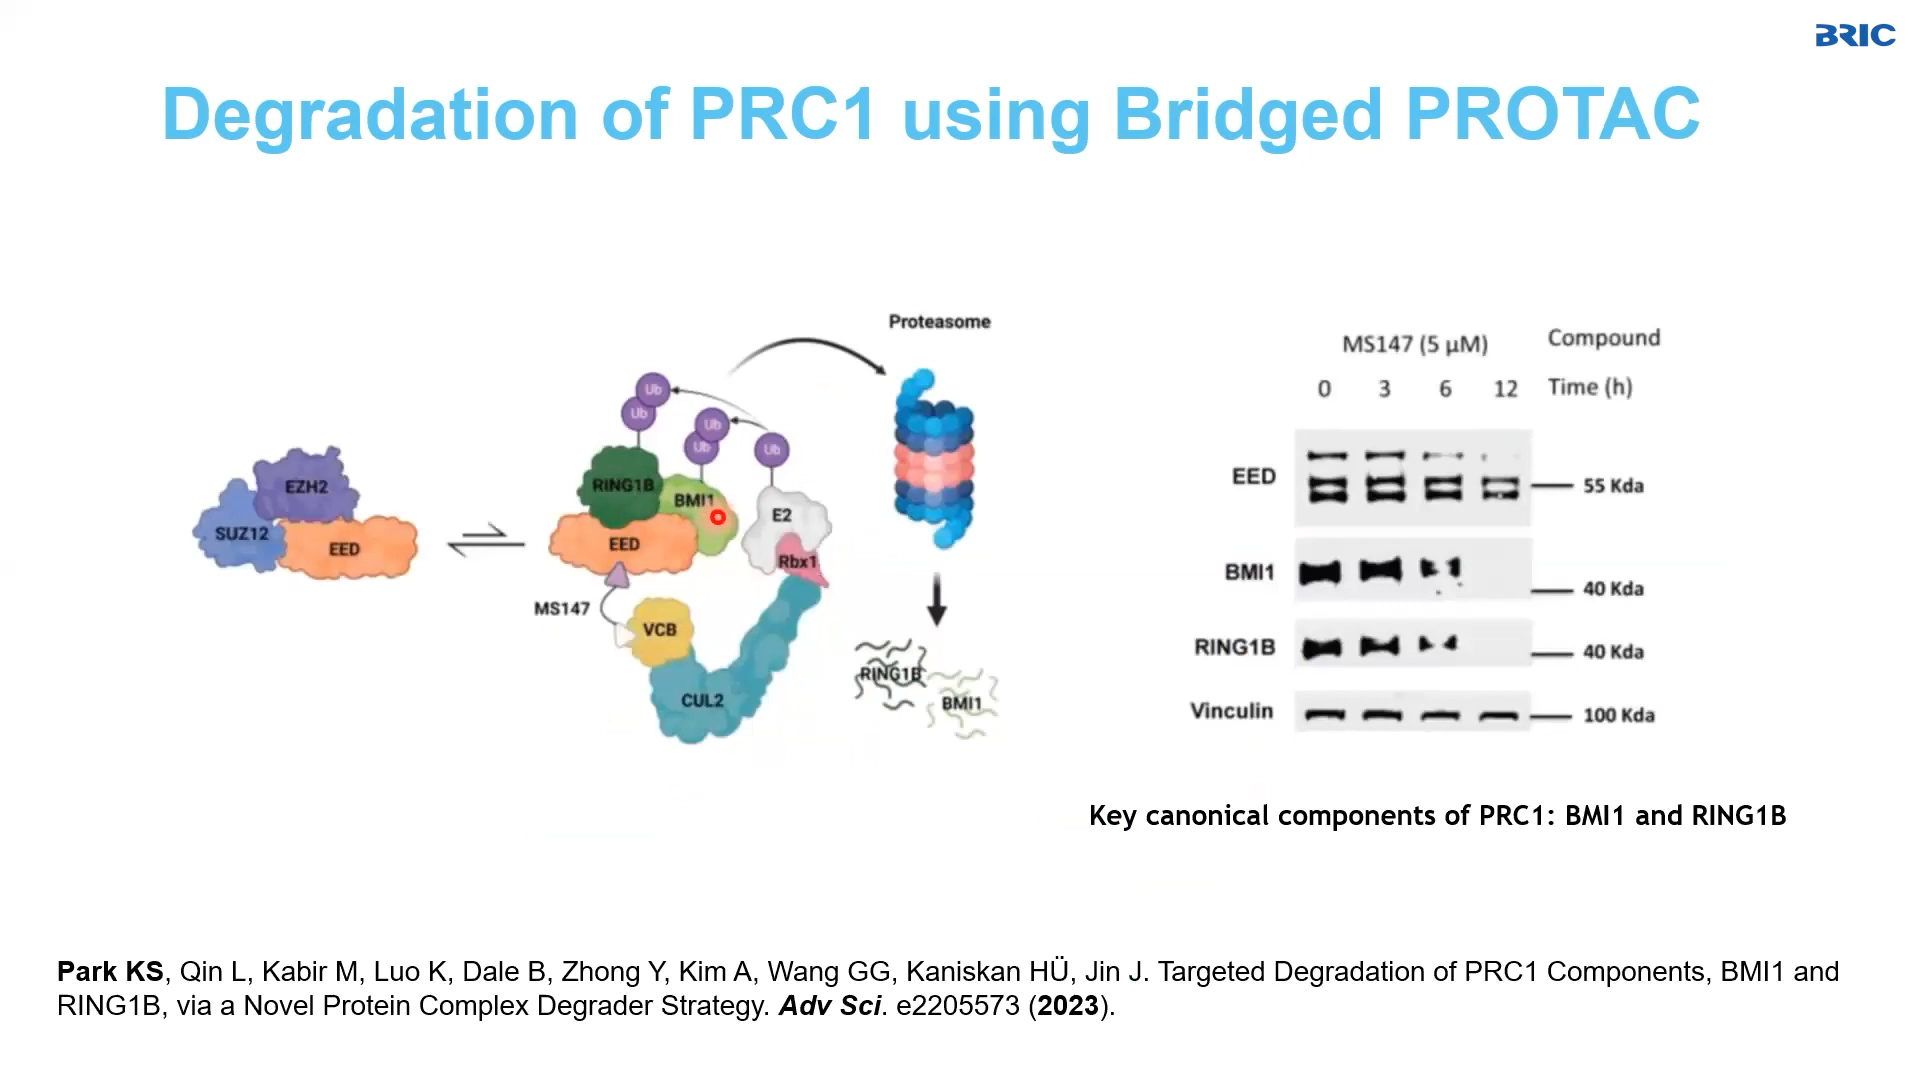 BRIC
Degradation of PRC1 using Bridged PROTAC
Proteasome
Ub
Ub
Ub
Ub
Ub
EZH2
SUZ12
EED
RING1B
BMI1
EED
E2
Rbx1
MS147
VCB
CUL2
RING1B
BMI1
MS147 (5 µM) Compound
0 3 6 12 Time (h)
EED 55 Kda
BMI1 40 Kda
RING1B 40 Kda
Vinculin 100 Kda
Key canonical components of PRC1: BMI1 and RING1B
Park KS, Qin L, Kabir M, Luo K, Dale B, Zhong Y, Kim A, Wang GG, Kaniskan HÜ, Jin J. Targeted Degradation of PRC1 Components, BMI1 and
RING1B, via a Novel Protein Complex Degrader Strategy. Adv Sci. e2205573 (2023).